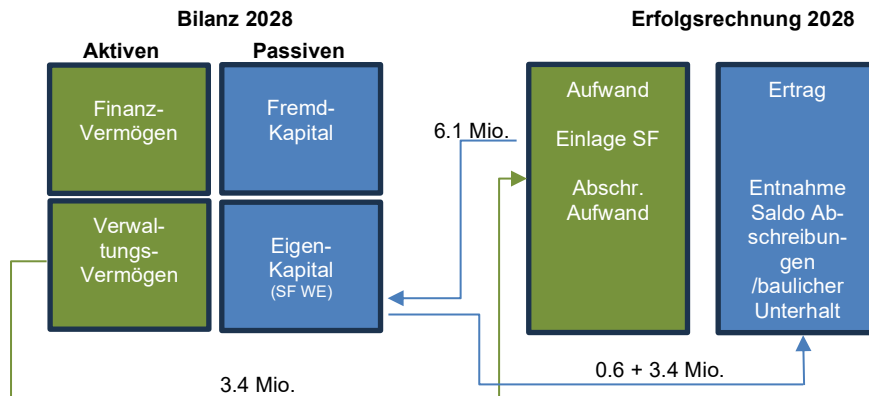 Bilanz 2028
Erfolgsrechnung 2028
Aktiven
Passiven
Finanz-
Vermögen
Fremd-
Kapital
Verwal-
tungs-
Vermögen
Eigen-
Kapital
(SF WE)
6.1 Mio.
Aufwand
Einlage SF
Abschr.
Aufwand
Ertrag
Entnahme
Saldo Ab-
schreibun-
gen
/baulicher
Unterhalt
3.4 Mio.
0.6 + 3.4 Mio.